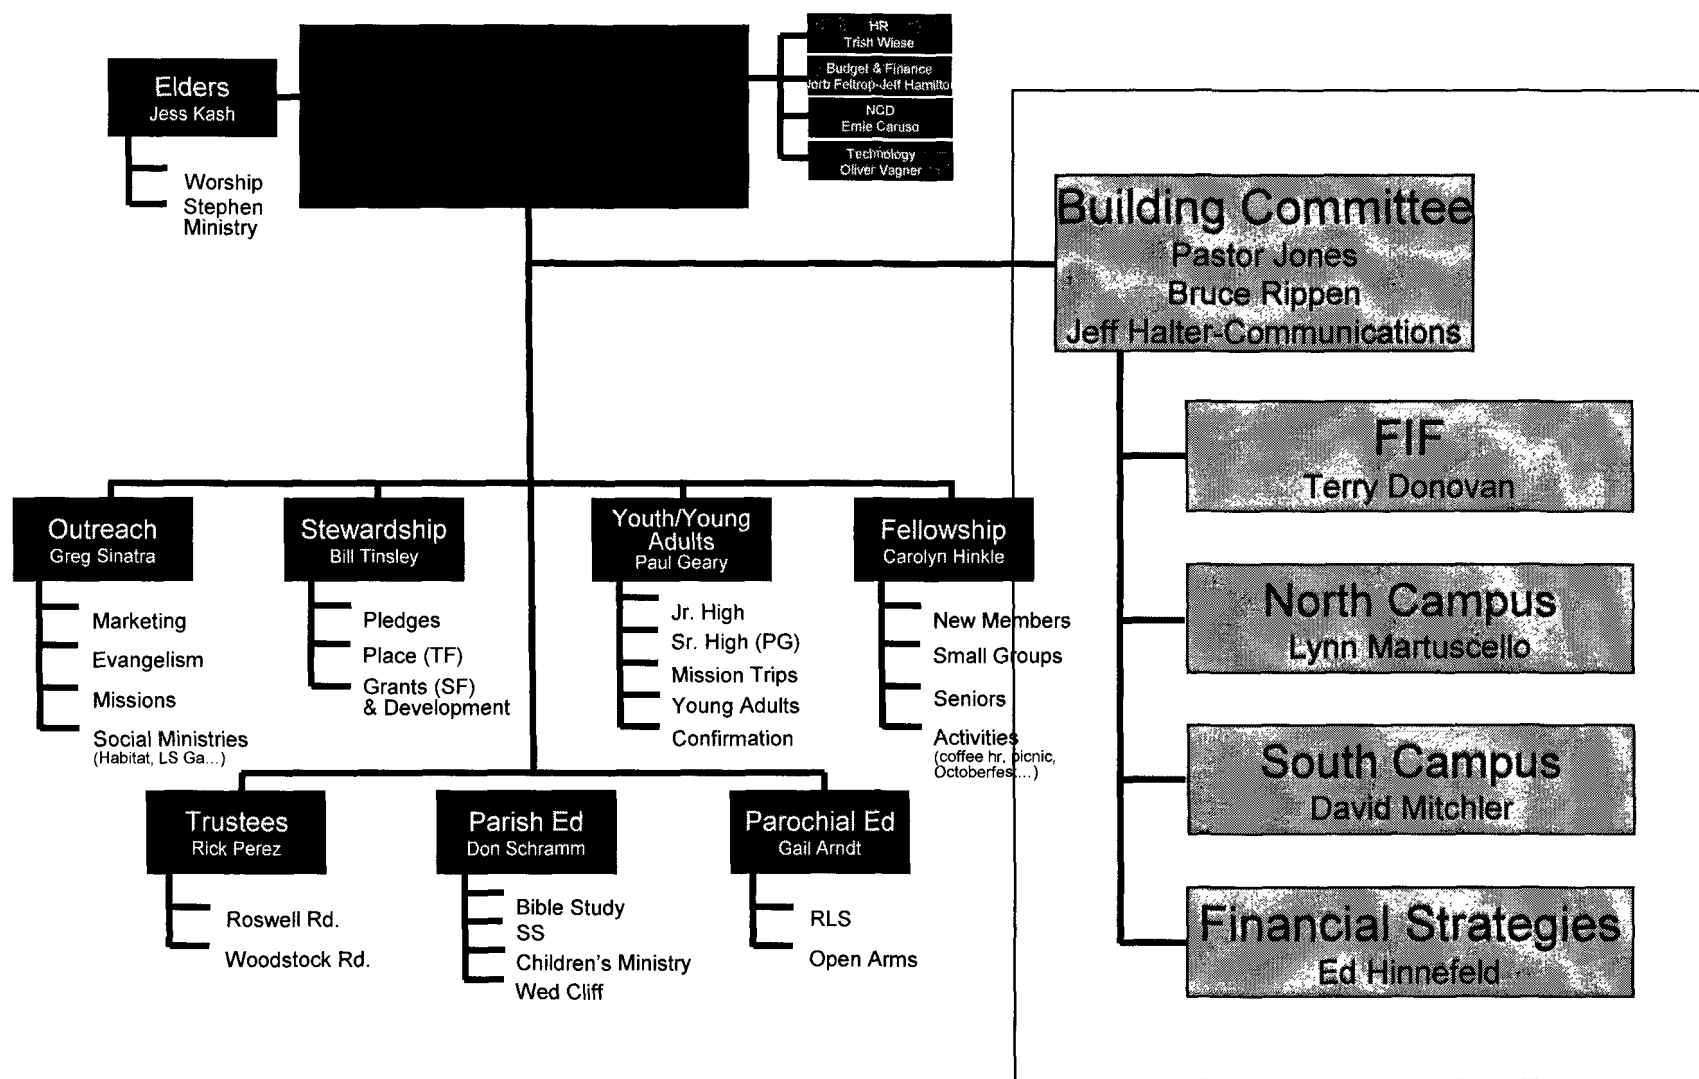 Elders
Jess Kash
Worship
Stephen
Ministry
HR
Trish Wiese
Budget & Finance
Feltrop-Jeff
NCD
Ernie Caruso
Technology
Oliver Vagner
Building Committee
Pastor Jones
Bruce Rippen
Jeff Halter-Communications
FIF
Terry Donovan
North Campus
Lynn Martuscello
South Campus
David Mitchler
Financial Strategies
Ed Hinnefeld
Outreach
Greg Sinatra
Marketing
Evangelism
Missions
Social Ministries
(Habitat, LS Ga...)
Stewardship
Bill Tinsley
Pledges
Place (TF)
Grants (SF)
& Development
Youth/Young
Adults
Paul Geary
Jr. High
Sr. High (PG)
Mission Trips
Young Adults
Confirmation
Fellowship
Carolyn Hinkle
New Members
Small Groups
Seniors
Activities
(coffee hr, picnic,
Octoberfest...)
Trustees
Rick Perez
Roswell Rd.
Woodstock Rd.
Parish Ed
Don Schramm
Bible Study
SS
Children's Ministry
Wed Cliff
Parochial Ed
Gail Arndt
RLS
Open Arms